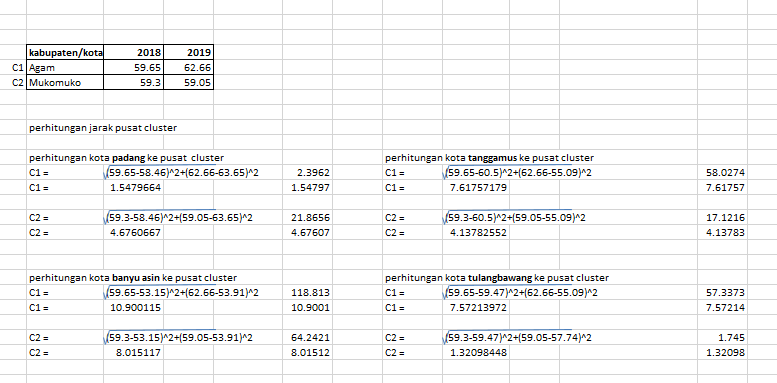 kabupaten/kota 2018 2019
C1 Agam 59.65 62.66
C2 Mukomuko 59.3 59.05
perhitungan jarak pusat cluster
perhitungan kota padang ke pusat cluster
C1 = √(59.65-58.46)^2+(62.66-63.65)^2 2.3962
C1 = 1.5479664 1.54797
C2 = √(59.3-58.46)^2+(59.05-63.65)^2 21.8656
C2 = 4.6760667 4.67607
perhitungan kota tanggamus ke pusat cluster
C1 = √(59.65-60.5)^2+(62.66-55.09)^2 58.0274
C1 = 7.61757179 7.61757
C2 = √(59.3-60.5)^2+(59.05-55.09)^2 17.1216
C2 = 4.13782552 4.13783
perhitungan kota banyu asin ke pusat cluster
C1 = √(59.65-53.15)^2+(62.66-53.91)^2 118.813
C1 = 10.900115 10.9001
C2 = √(59.3-53.15)^2+(59.05-53.91)^2 64.2421
C2 = 8.015117 8.01512
perhitungan kota tulangbawang ke pusat cluster
C1 = √(59.65-59.47)^2+(62.66-55.09)^2 57.3373
C1 = 7.57213972 7.57214
C2 = √(59.3-59.47)^2+(59.05-57.74)^2 1.745
C2 = 1.32098448 1.32098